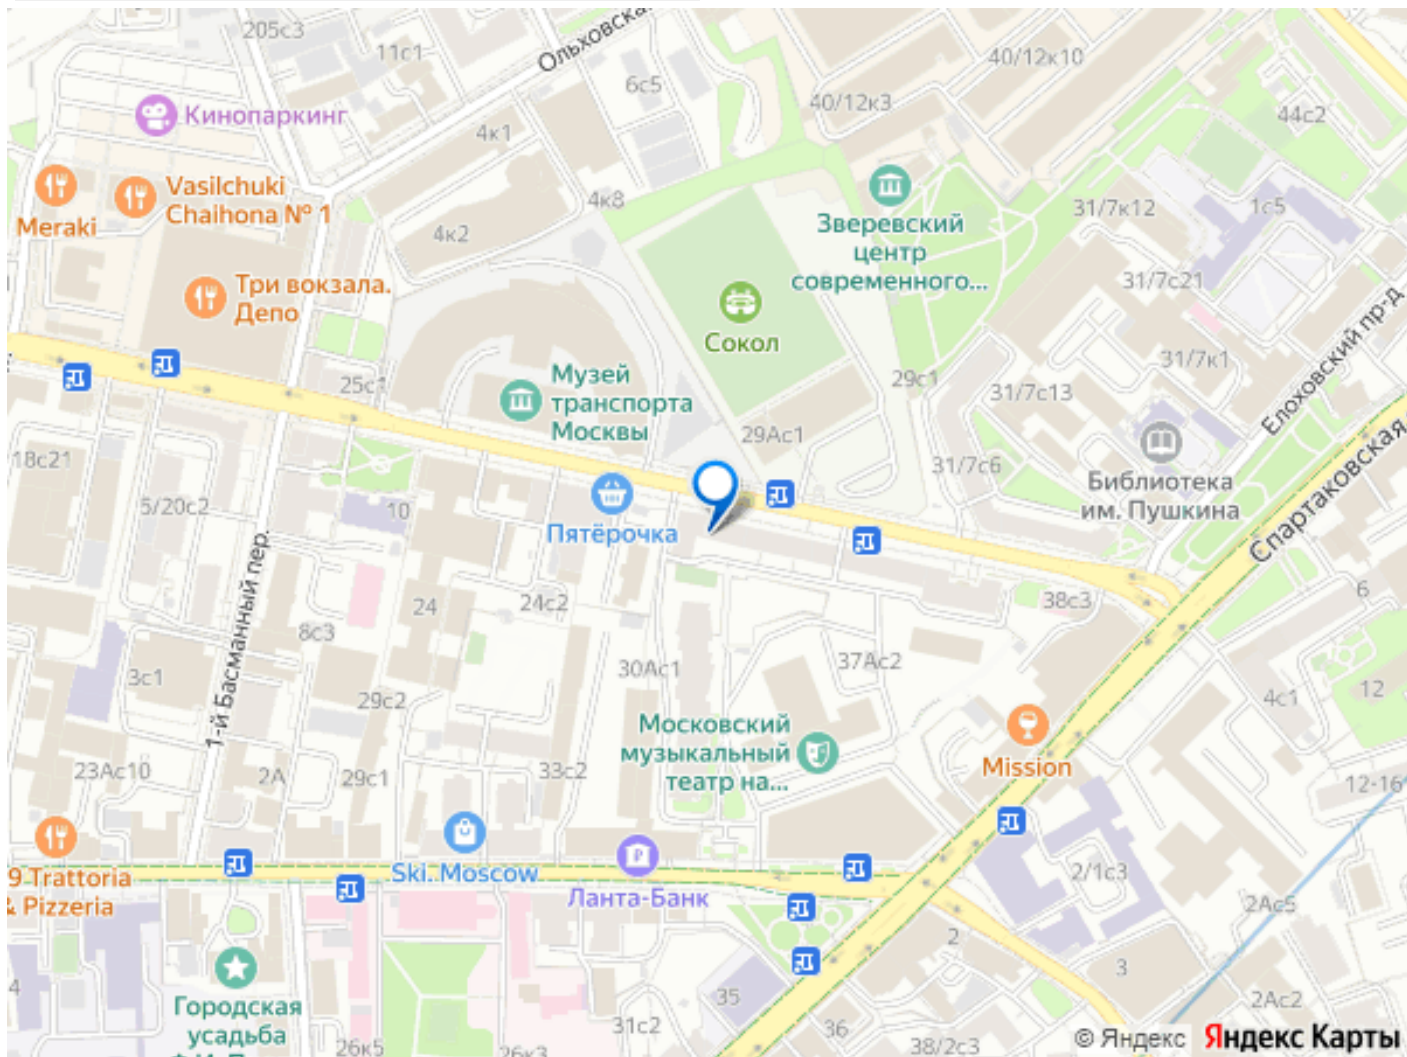 205с3
11с1
Ольховская
6с5
40/12к10
40/12к3
44с2
Кинопаркинг
4к1
Vasilchuki
Chaihona № 1
Meraki
4к8
4к2
Зверевский
центр
современного...
31/7к12
1с5
31/7с21
Три вокзала.
Депо
Сокол
Елоховский пр-д
31/7к1
25с1
Музей
транспорта
Москвы
29с1
31/7с13
29Ас1
18с21
31/7с6
Библиотека
им. Пушкина
Спартаковская
5/20с2
10
Пятёрочка
1-й Басманный пер.
24
24с2
8с3
38с3
6
3с1
29с2
30Ас1
37Ас2
12
4с1
Московский
музыкальный
театр на...
Mission
23Ас10
2А
29с1
33с2
12-16
Ski..Moscow
Ланта-Банк
9 Trattoria
& Pizzeria
2/1с3
2Ас5
2
3
4
Городская
усадьба
35
31с2
36
2Ас2
26к5
26к3
38/2с3
© Яндекс Яндекс Карты